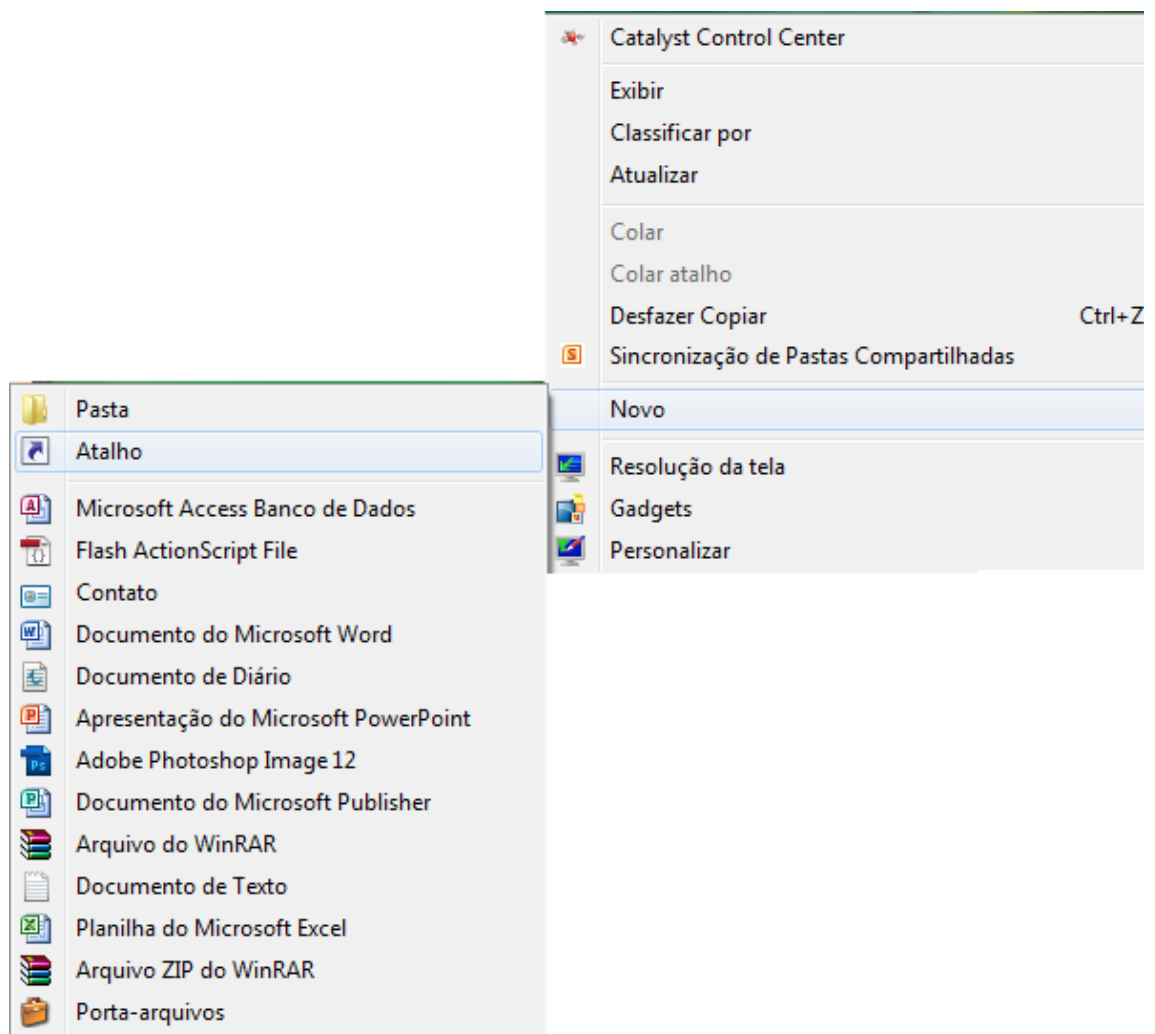 Catalyst Control Center
Exibir
Classificar por
Atualizar
Colar
Colar atalho
Desfazer Copiar Ctrl+Z
Sincronização de Pastas Compartilhadas
Novo
Resolução da tela
Gadgets
Personalizar
Pasta
Atalho
Microsoft Access Banco de Dados
Flash ActionScript File
Contato
Documento do Microsoft Word
Documento de Diário
Apresentação do Microsoft PowerPoint
Adobe Photoshop Image 12
Documento do Microsoft Publisher
Arquivo do WinRAR
Documento de Texto
Planilha do Microsoft Excel
Arquivo ZIP do WinRAR
Porta-arquivos